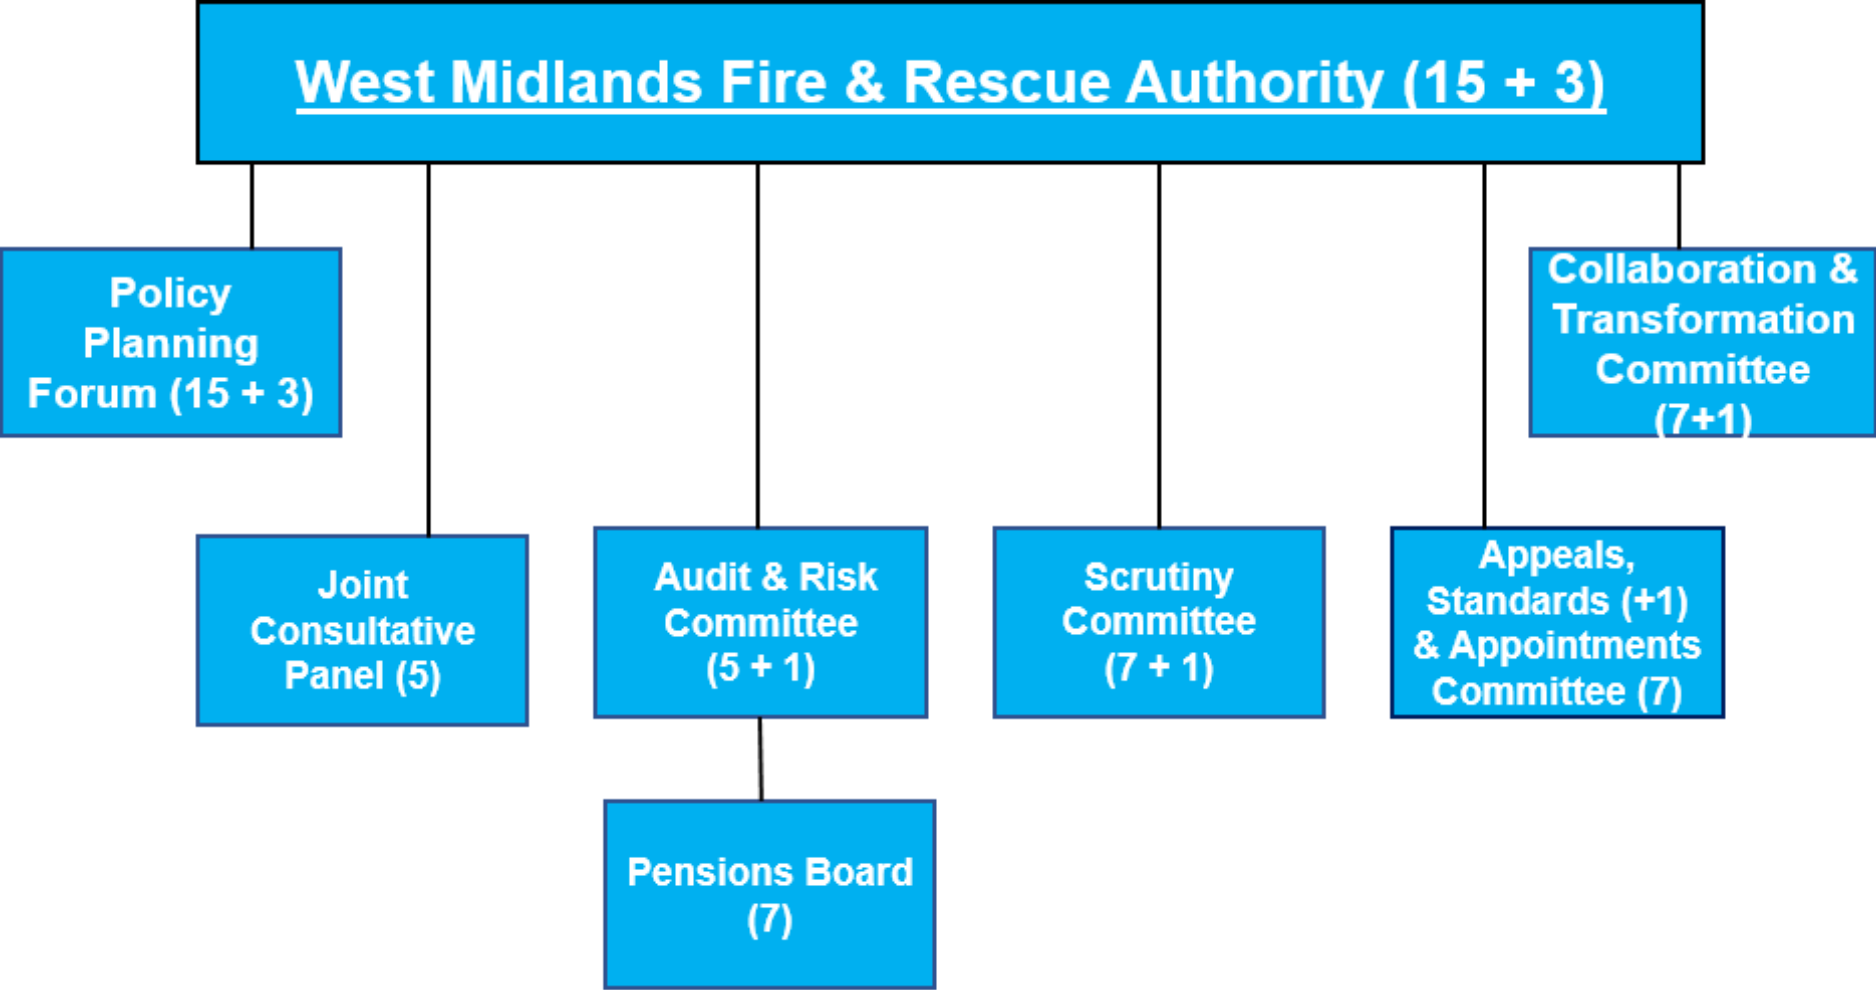 West Midlands Fire & Rescue Authority (15 + 3)
Policy
Planning
Forum (15 + 3)
Collaboration &
Transformation
Committee
(7+1)
Joint
Consultative
Panel (5)
Audit & Risk
Committee
(5 + 1)
Scrutiny
Committee
(7 + 1)
Appeals,
Standards (+1)
& Appointments
Committee (7)
Pensions Board
(7)